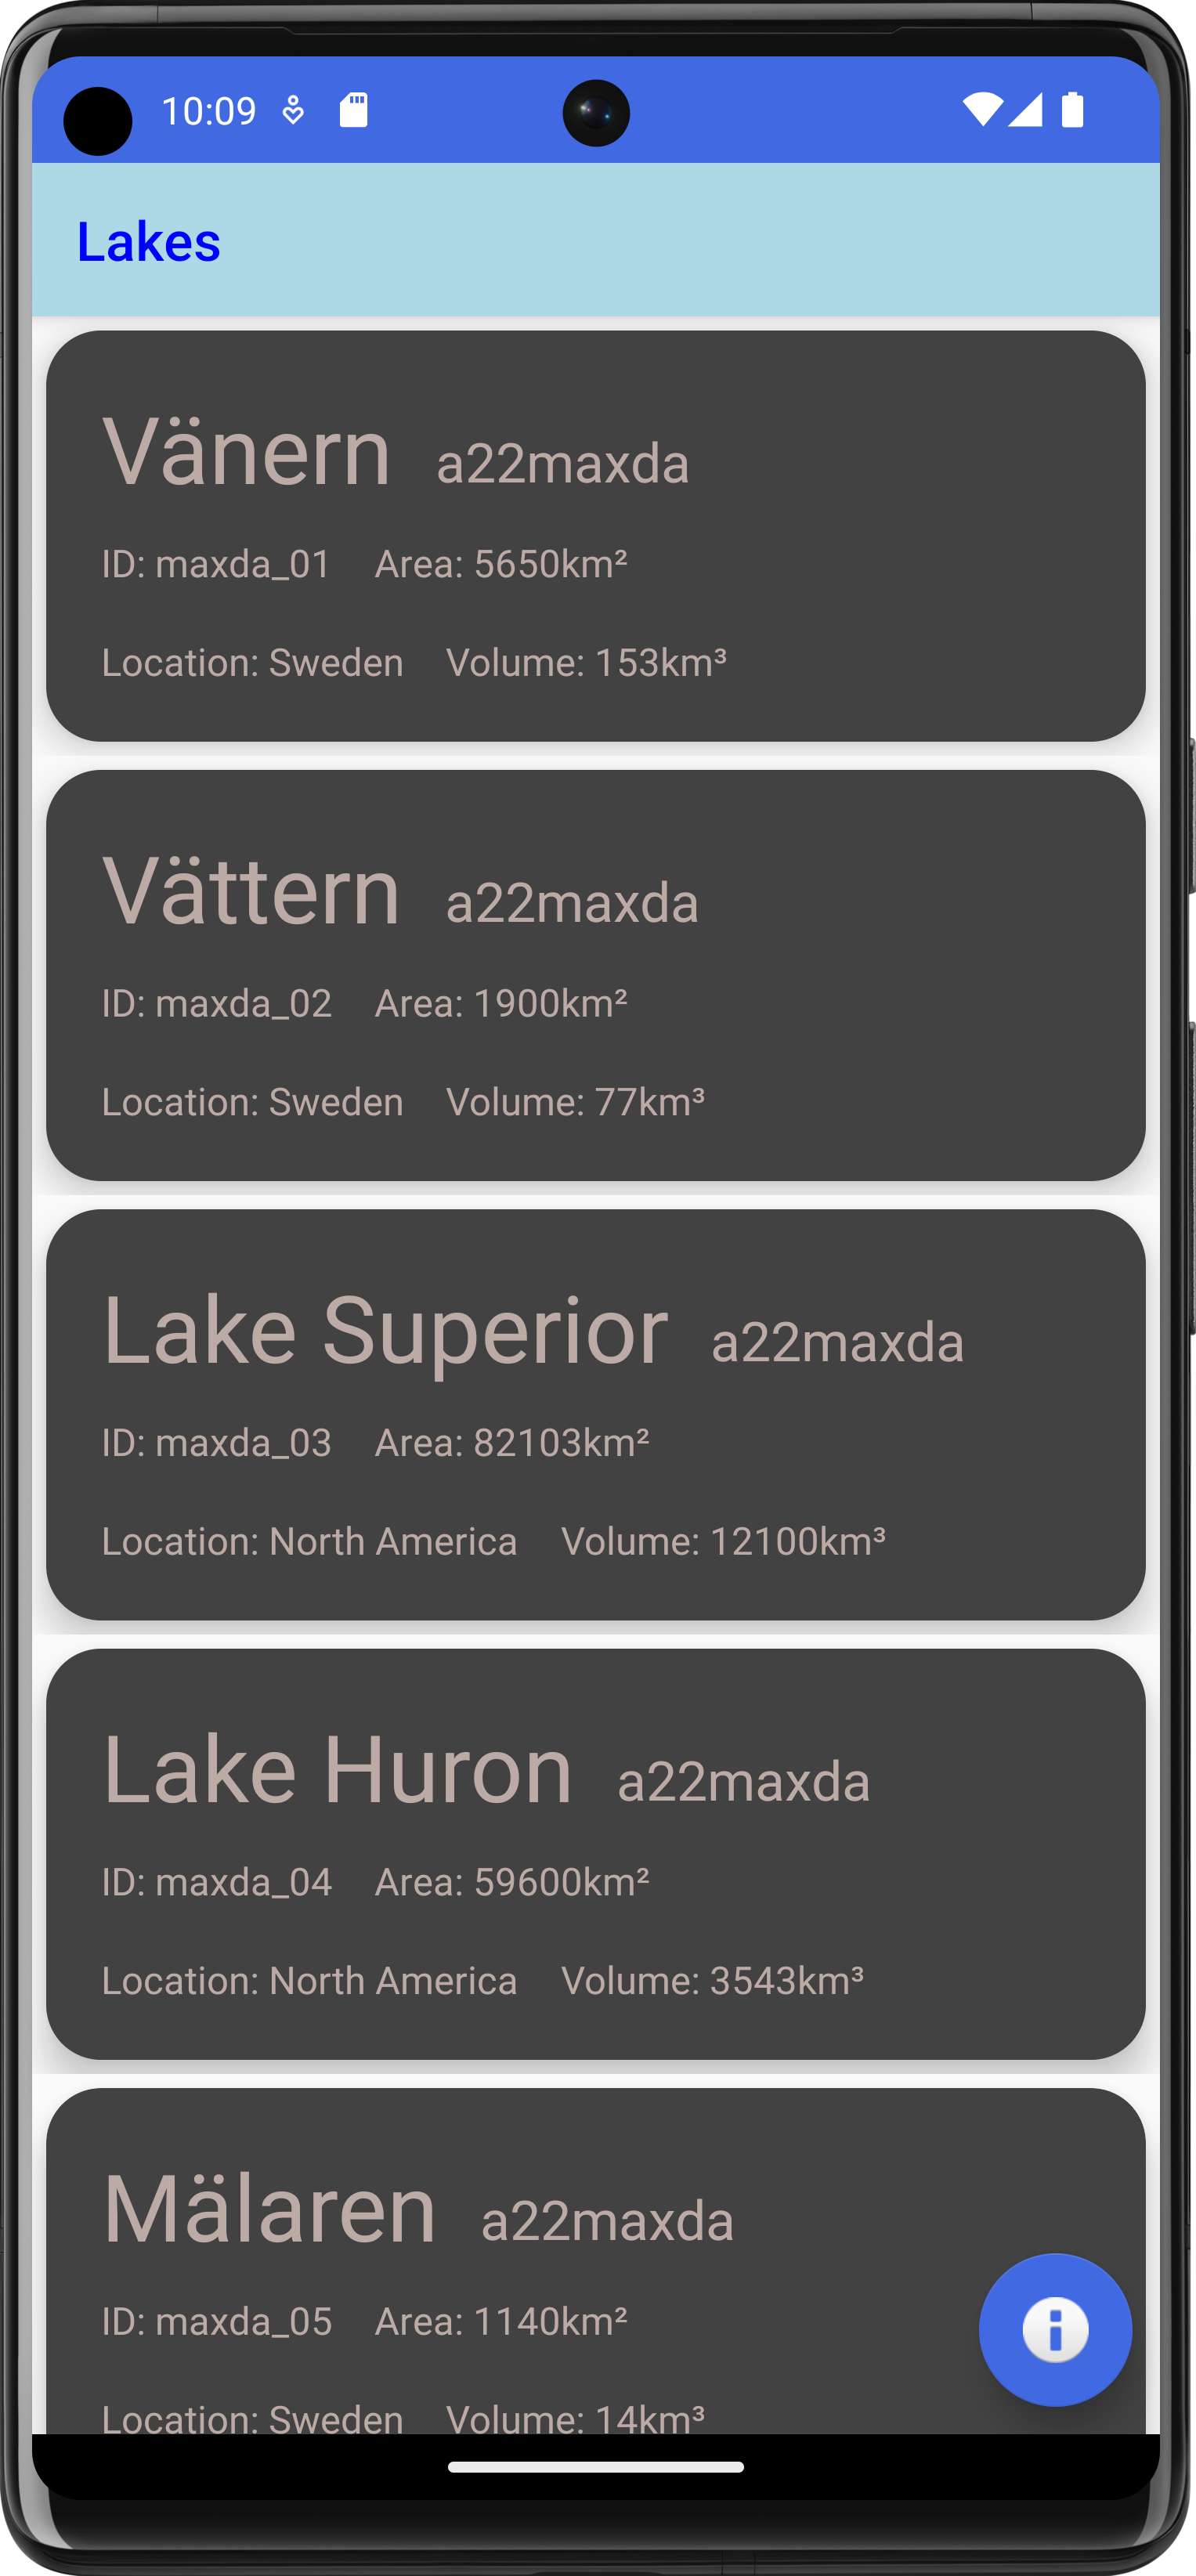 10:09
Lakes
Vänern a22maxda
ID: maxda_01 Area: 5650km²
Location: Sweden Volume: 153km³
Vättern a22maxda
ID: maxda_02 Area: 1900km²
Location: Sweden Volume: 77km³
Lake Superior a22maxda
ID: maxda_03 Area: 82103km²
Location: North America Volume: 12100km³
Lake Huron a22maxda
ID: maxda_04 Area: 59600km²
Location: North America Volume: 3543km³
Mälaren a22maxda
ID: maxda_05 Area: 1140km²
Location: Sweden Volume: 14km³